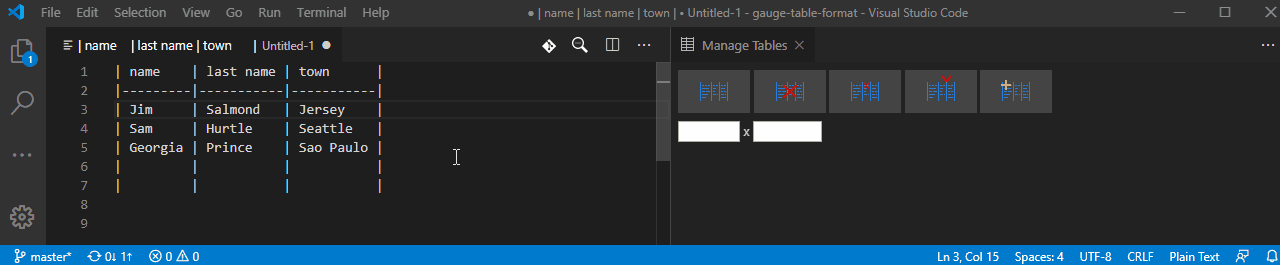 File Edit Selection View Go Run Terminal Help ● | name | last name | town | • Untitled-1 - gauge-table-format - Visual Studio Code
| name | last name | town | Untitled-1 ● ··· Manage Tables ···
1
1 | name | last name | town |
2 |---------|-----------|-----------|
3 | Jim | Salmond | Jersey |
4 | Sam | Hurtle | Seattle |
5 | Georgia | Prince | Sao Paulo |
6 | | | |
7 | | | |
8
9
x
master* 0↓ 1↑ 0 0 Ln 3, Col 15 Spaces: 4 UTF-8 CRLF Plain Text